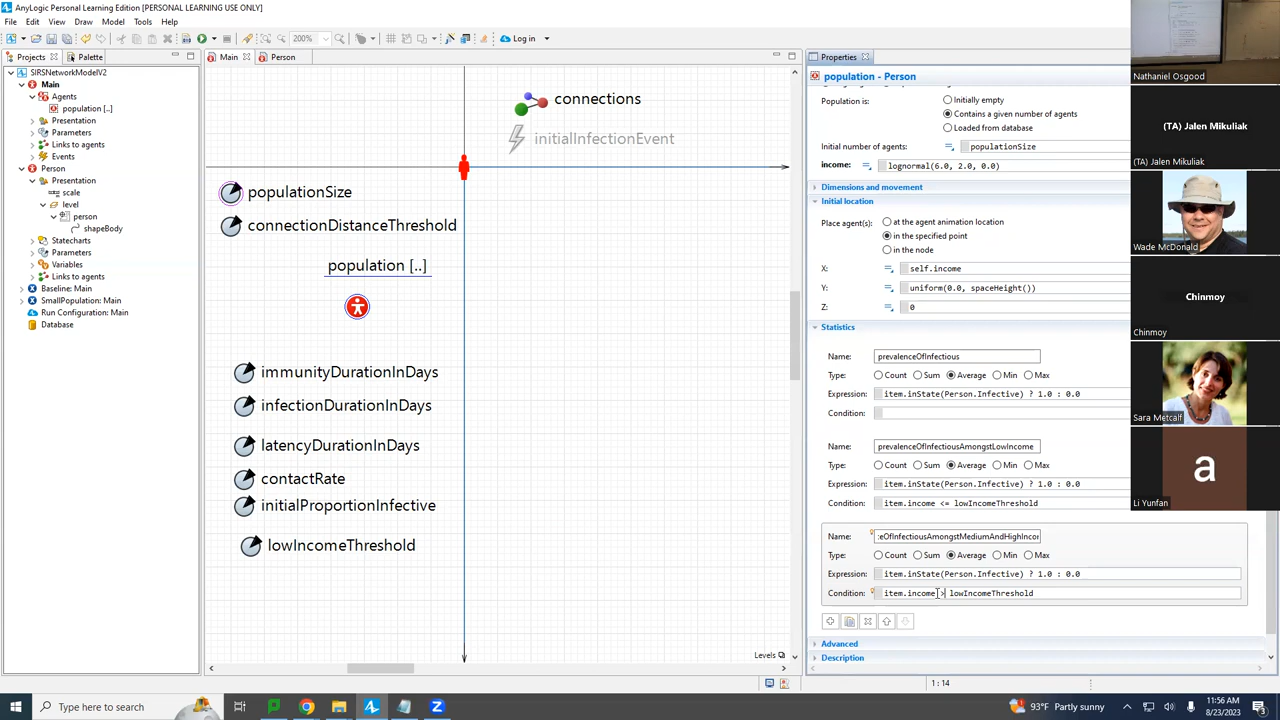 AnyLogic Personal Learning Edition [PERSONAL LEARNING USE ONLY]
File Edit View Draw Model Tools Help
200%
Log in
Projects
Palette
Main
Person
Properties
SIRSNetworkModelV2
Main
Agents
population [..]
Presentation
Parameters
Links to agents
Events
Person
Presentation
scale
level
person
shapeBody
Statecharts
Parameters
Variables
Links to agents
Baseline: Main
SmallPopulation: Main
Run Configuration: Main
Database
connections
initialInfectionEvent
populationSize
connectionDistanceThreshold
population [..]
immunityDurationInDays
infectionDurationInDays
latencyDurationInDays
contactRate
initialProportionInfective
lowIncomeThreshold
Levels
population - Person
Population is:
Initially empty
Contains a given number of agents
Loaded from database
Initial number of agents:
populationSize
income:
lognormal(6.0, 2.0, 0.0)
Dimensions and movement
Initial location
Place agent(s):
at the agent animation location
in the specified point
in the node
X:
self.income
Y:
uniform(0.0, spaceHeight())
Z:
0
Statistics
Name: prevalenceOfInfectious
Type: Count Sum Average Min Max
Expression: item.inState(Person.Infective) ? 1.0 : 0.0
Condition:
Name: prevalenceOfInfectiousAmongstLowIncome
Type: Count Sum Average Min Max
Expression: item.inState(Person.Infective) ? 1.0 : 0.0
Condition: item.income <= lowIncomeThreshold
Name: eOfInfectiousAmongstMediumAndHighIncor
Type: Count Sum Average Min Max
Expression: item.inState(Person.Infective) ? 1.0 : 0.0
Condition: item.income > lowIncomeThreshold
Advanced
Description
1 : 14
Nathaniel Osgood
(TA) Jalen Mikuliak
(TA) Jalen Mikuliak
Wade McDonald
Chinmoy
Chinmoy
Sara Metcalf
a
Li Yunfan
Type here to search
93°F Partly sunny
11:56 AM
8/23/2023
3